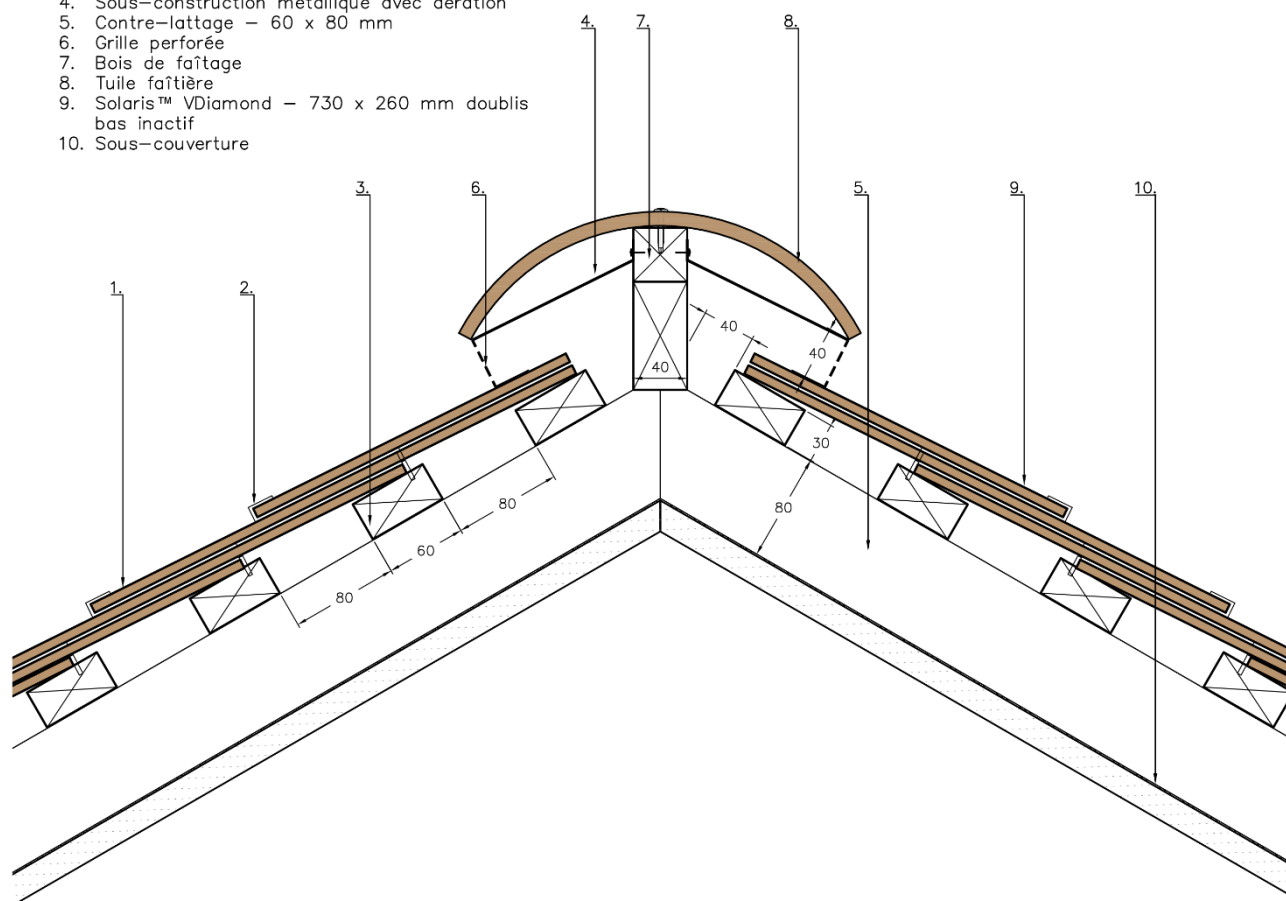 4. Sous-construction métallique avec aération
5. Contre-lattage - 60 x 80 mm
6. Grille perforée
7. Bois de faîtage
8. Tuile faîtière
9. Solaris™ VDiamond - 730 x 260 mm doublis
bas inactif
10. Sous-couverture
4. 7. 8.
3. 6. 5. 9. 10.
1. 2.
40
40
40
30
80
80
60
80